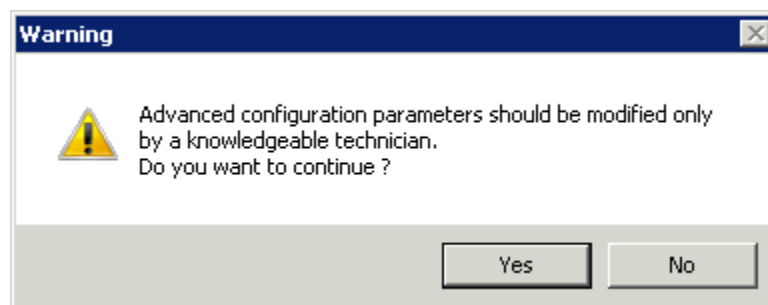 Warning
Advanced configuration parameters should be modified only
by a knowledgeable technician.
Do you want to continue ?
Yes
No